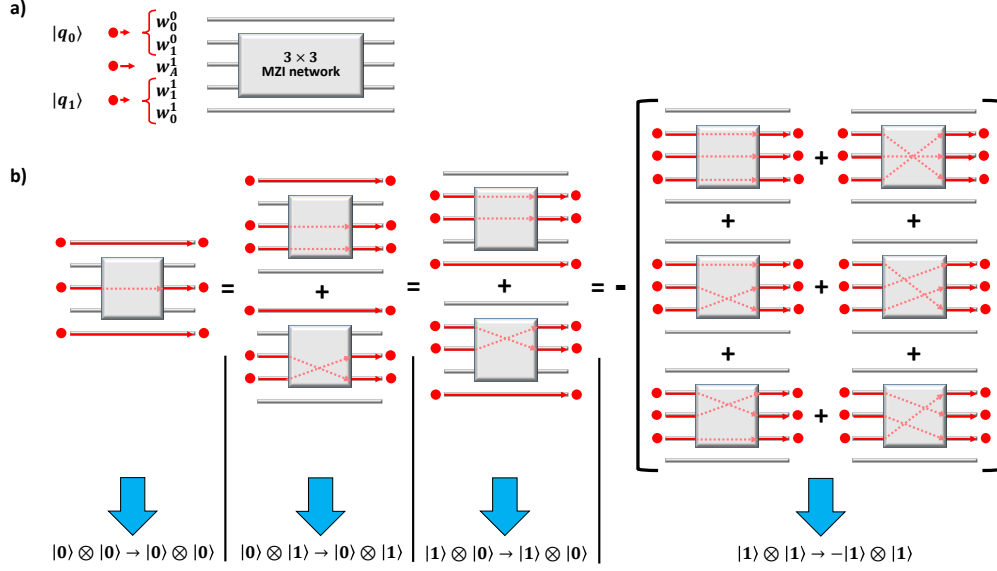 a)
|q₀⟩
w₀⁰
w₁⁰
w_A¹
|q₁⟩
w₁¹
w₀¹
3 × 3
MZI network
b)
= + = + = - + + + + + + +
|0⟩ ⊗ |0⟩ → |0⟩ ⊗ |0⟩
|0⟩ ⊗ |1⟩ → |0⟩ ⊗ |1⟩
|1⟩ ⊗ |0⟩ → |1⟩ ⊗ |0⟩
|1⟩ ⊗ |1⟩ → −|1⟩ ⊗ |1⟩